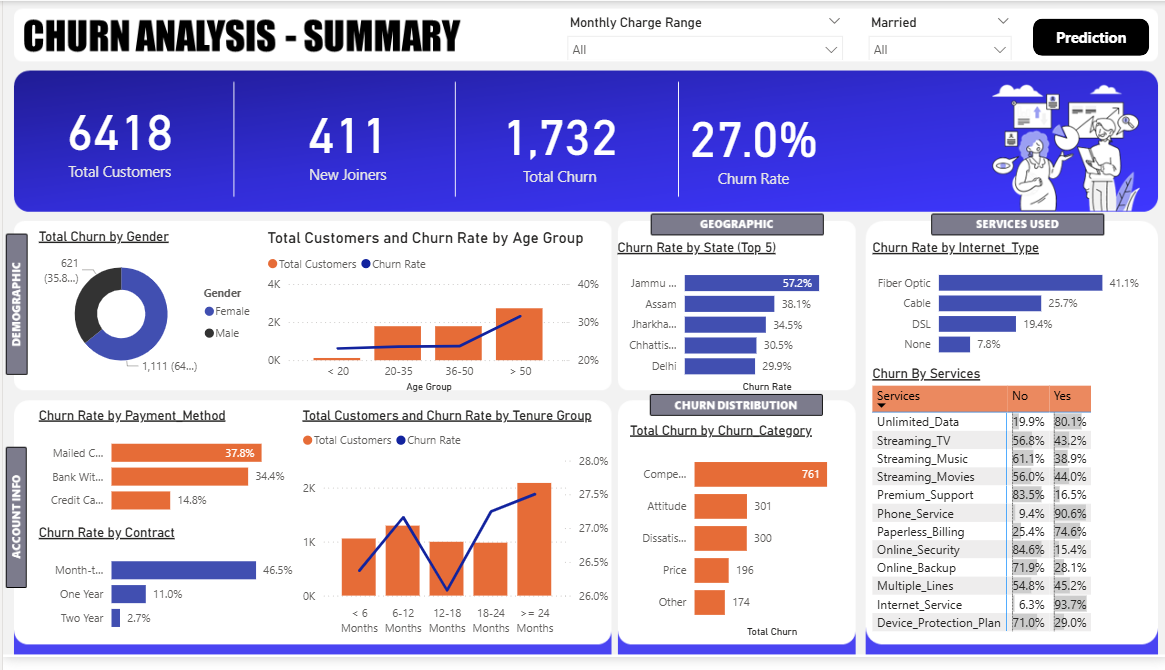 CHURN ANALYSIS - SUMMARY
Monthly Charge Range
All
Married
All
Prediction
6418
Total Customers
411
New Joiners
1,732
Total Churn
27.0%
Churn Rate
DEMOGRAPHIC
Total Churn by Gender
621
(35.8...)
1,111 (64...)
Gender
Female
Male
Total Customers and Churn Rate by Age Group
Total Customers Churn Rate
4K
2K
0K
40%
30%
20%
< 20 20-35 36-50 > 50
Age Group
GEOGRAPHIC
Churn Rate by State (Top 5)
Jammu ... 57.2%
Assam 38.1%
Jharkha... 34.5%
Chhattis... 30.5%
Delhi 29.9%
Churn Rate
SERVICES USED
Churn Rate by Internet_Type
Fiber Optic 41.1%
Cable 25.7%
DSL 19.4%
None 7.8%
Churn By Services
Services No Yes
Unlimited_Data 19.9% 80.1%
Streaming_TV 56.8% 43.2%
Streaming_Music 61.1% 38.9%
Streaming_Movies 56.0% 44.0%
Premium_Support 83.5% 16.5%
Phone_Service 9.4% 90.6%
Paperless_Billing 25.4% 74.6%
Online_Security 84.6% 15.4%
Online_Backup 71.9% 28.1%
Multiple_Lines 54.8% 45.2%
Internet_Service 6.3% 93.7%
Device_Protection_Plan 71.0% 29.0%
ACCOUNT INFO
Churn Rate by Payment_Method
Mailed C... 37.8%
Bank Wit... 34.4%
Credit Ca... 14.8%
Churn Rate by Contract
Month-t... 46.5%
One Year 11.0%
Two Year 2.7%
Total Customers and Churn Rate by Tenure Group
Total Customers Churn Rate
2K
1K
0K
28.0%
27.5%
27.0%
26.5%
26.0%
< 6 6-12 12-18 18-24 >= 24
Months Months Months Months Months
CHURN DISTRIBUTION
Total Churn by Churn_Category
Compe... 761
Attitude 301
Dissatis... 300
Price 196
Other 174
Total Churn